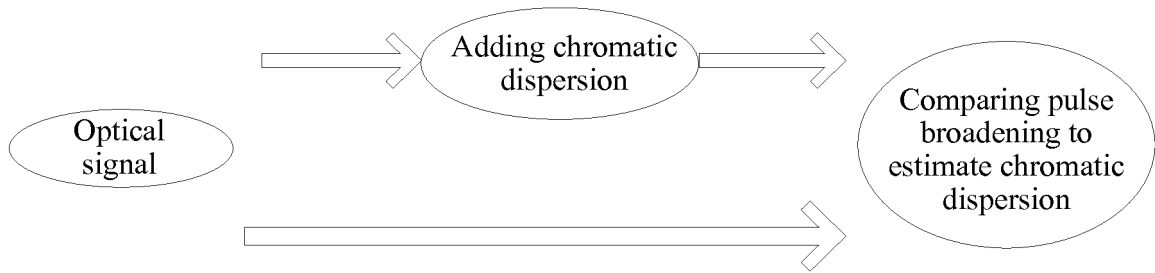 Optical
signal
Adding chromatic
dispersion
Comparing pulse
broadening to
estimate chromatic
dispersion